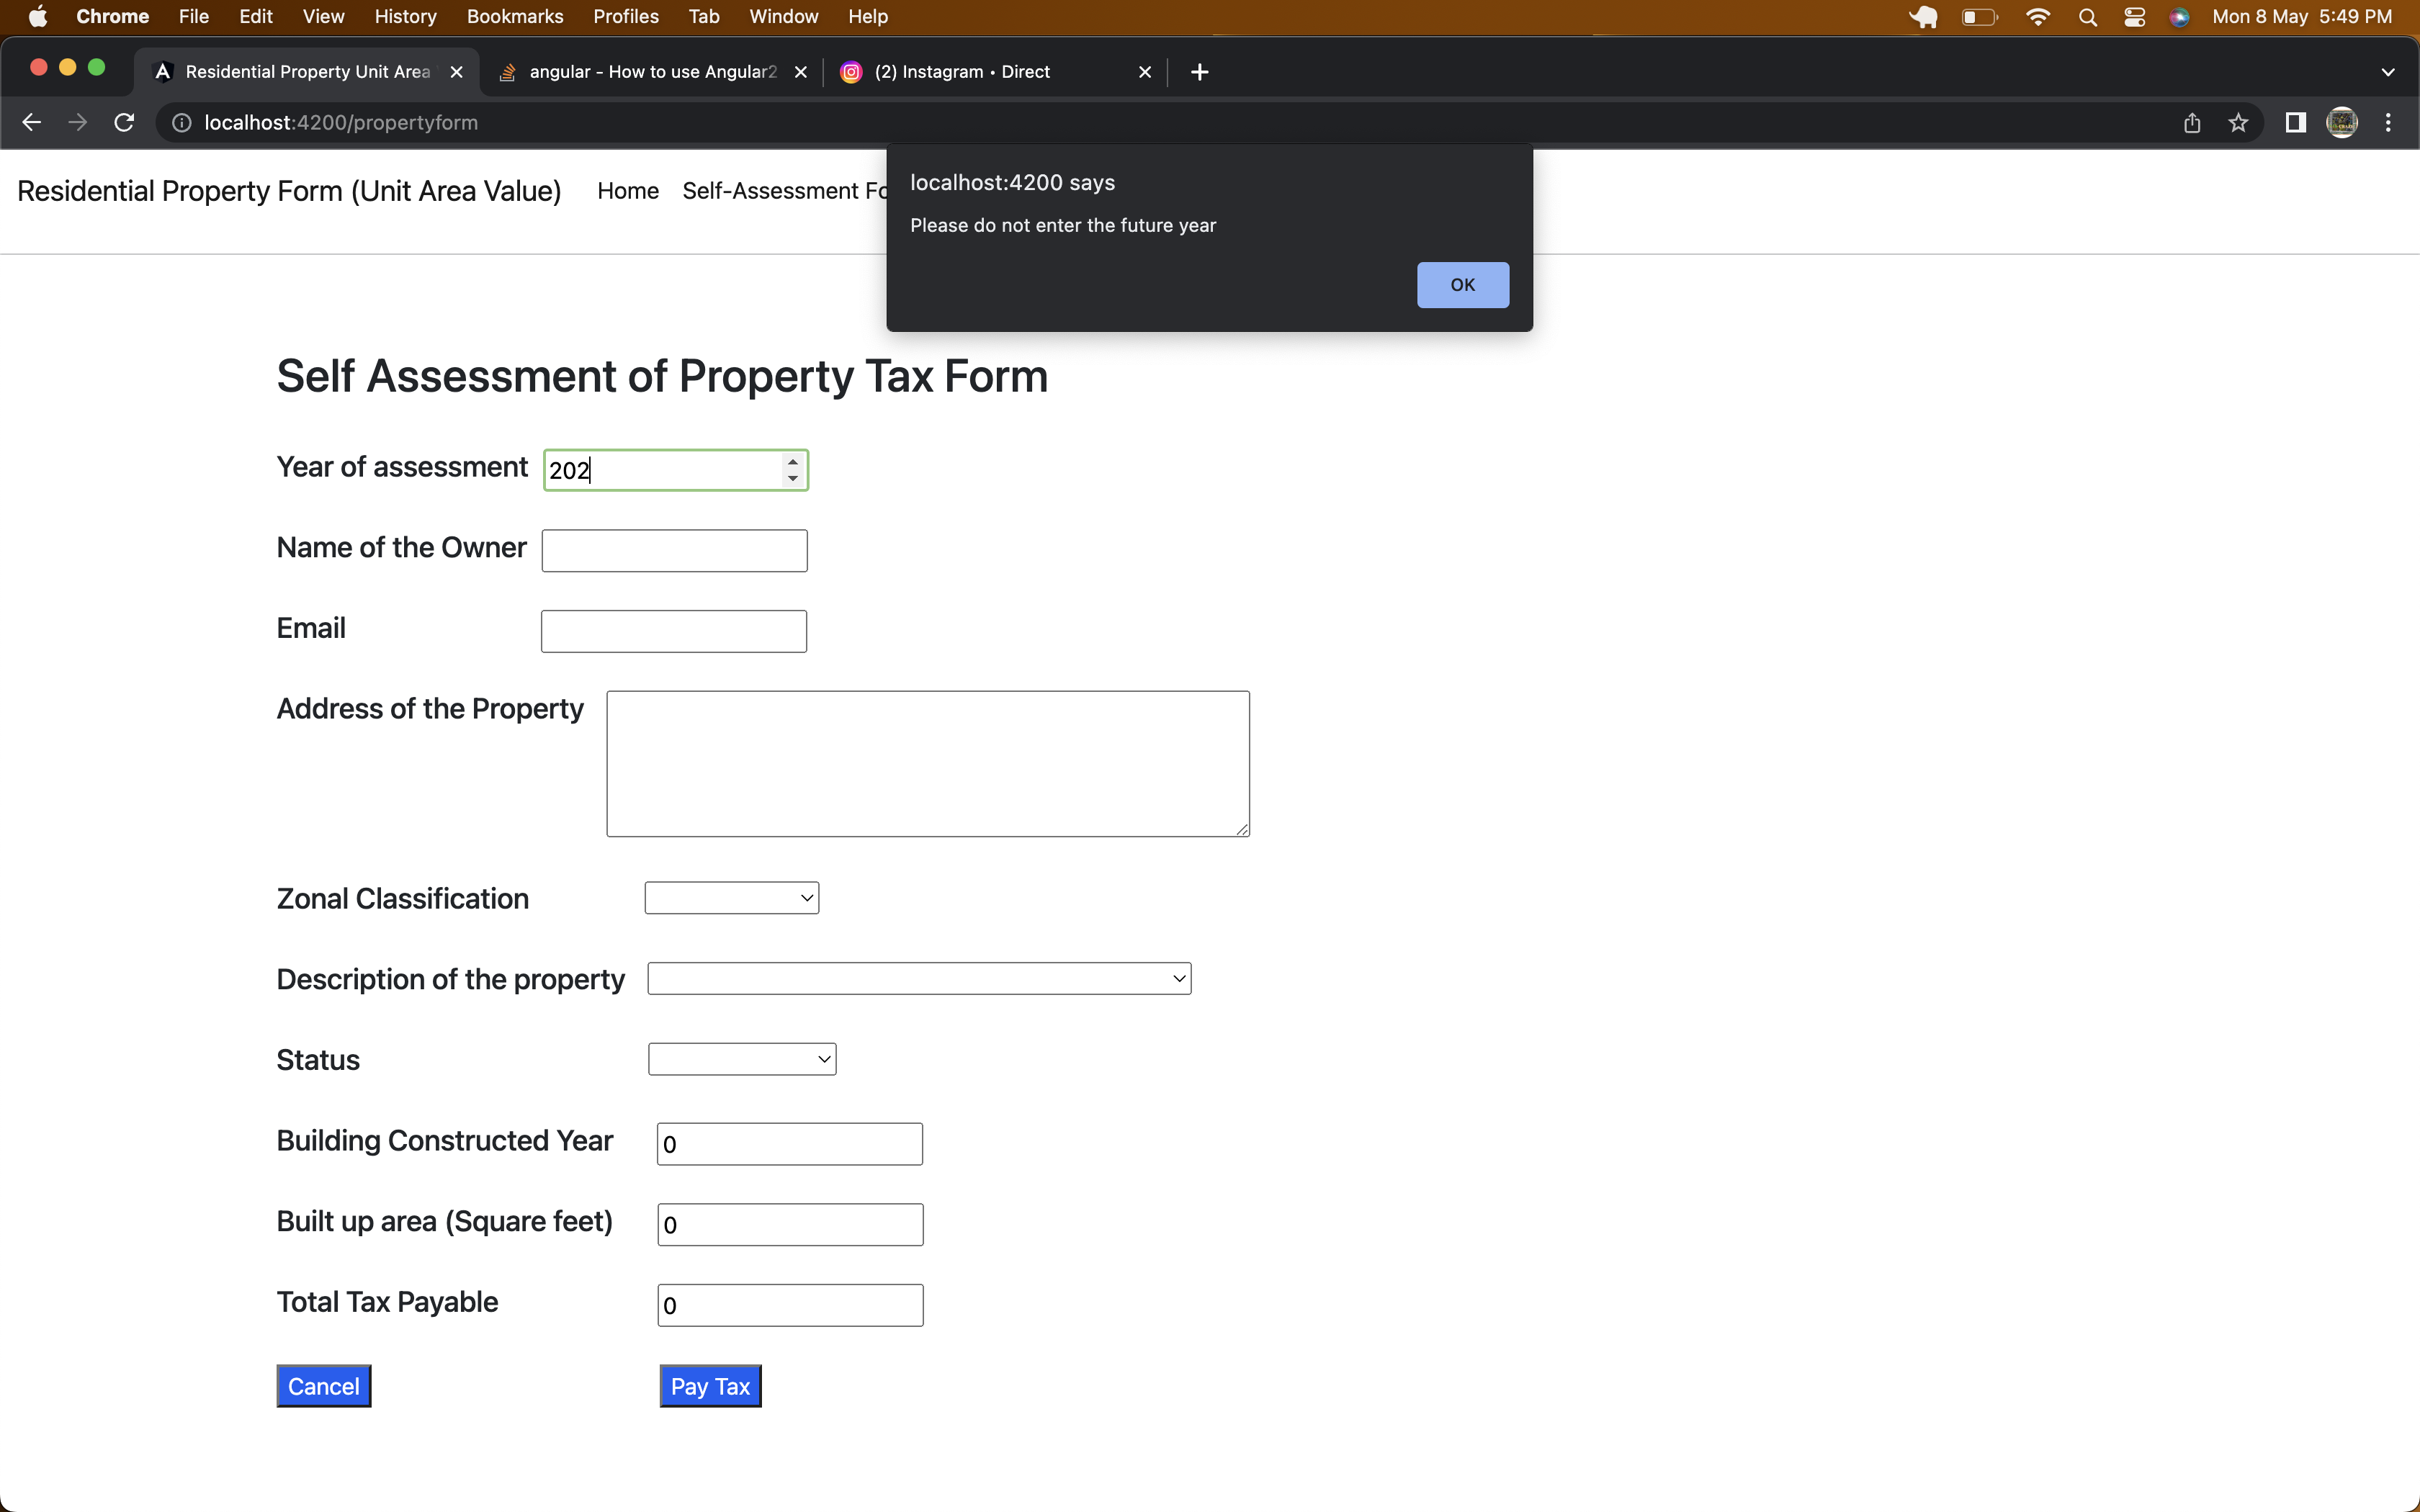 Chrome File Edit View History Bookmarks Profiles Tab Window Help Mon 8 May 5:49 PM
Residential Property Unit Area angular - How to use Angular2 (2) Instagram • Direct
localhost:4200/propertyform
Residential Property Form (Unit Area Value) Home Self-Assessment Fo
localhost:4200 says
Please do not enter the future year
OK
Self Assessment of Property Tax Form
Year of assessment 202
Name of the Owner
Email
Address of the Property
Zonal Classification
Description of the property
Status
Building Constructed Year 0
Built up area (Square feet) 0
Total Tax Payable 0
Cancel Pay Tax